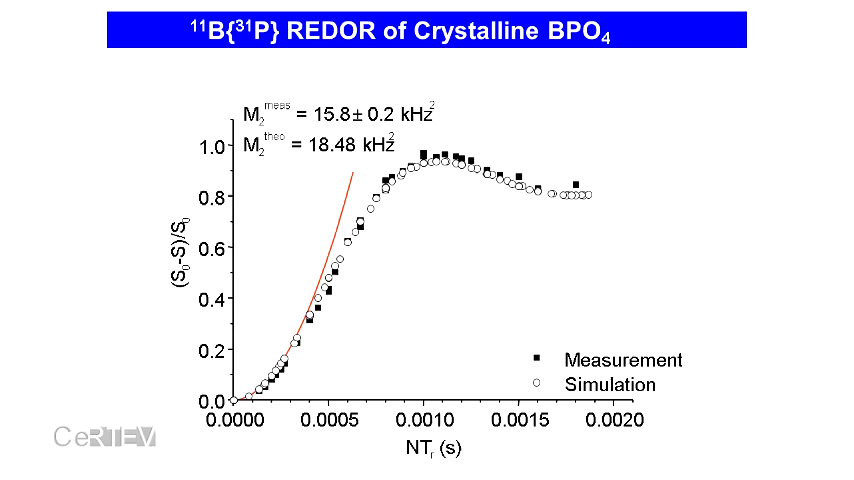 ¹¹B{³¹P} REDOR of Crystalline BPO₄
M₂ᵐᵉᵃˢ = 15.8± 0.2 kHz²
M₂ᵗʰᵉᵒ = 18.48 kHz²
1.0
0.8
0.6
0.4
0.2
0.0
(S₀-S)/S₀
Measurement
Simulation
0.0000 0.0005 0.0010 0.0015 0.0020
NTᵣ (s)
CeRTEV